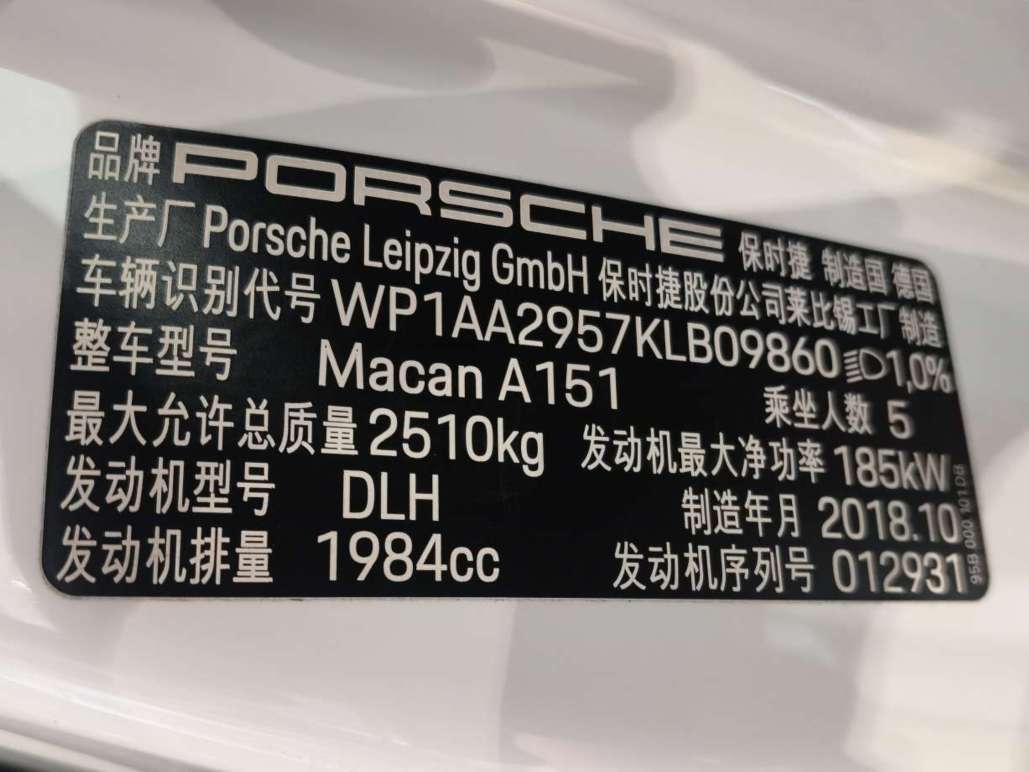 品牌 PORSCHE 保时捷 制造国 德国
生产厂 Porsche Leipzig GmbH 保时捷股份公司莱比锡工厂制造
车辆识别代号 WP1AA2957KLB09860 1,0%
整车型号 Macan A151 乘坐人数 5
最大允许总质量 2510kg 发动机最大净功率 185kW
发动机型号 DLH 制造年月 2018.10
发动机排量 1984cc 发动机序列号 012931
95B 000 101 DB